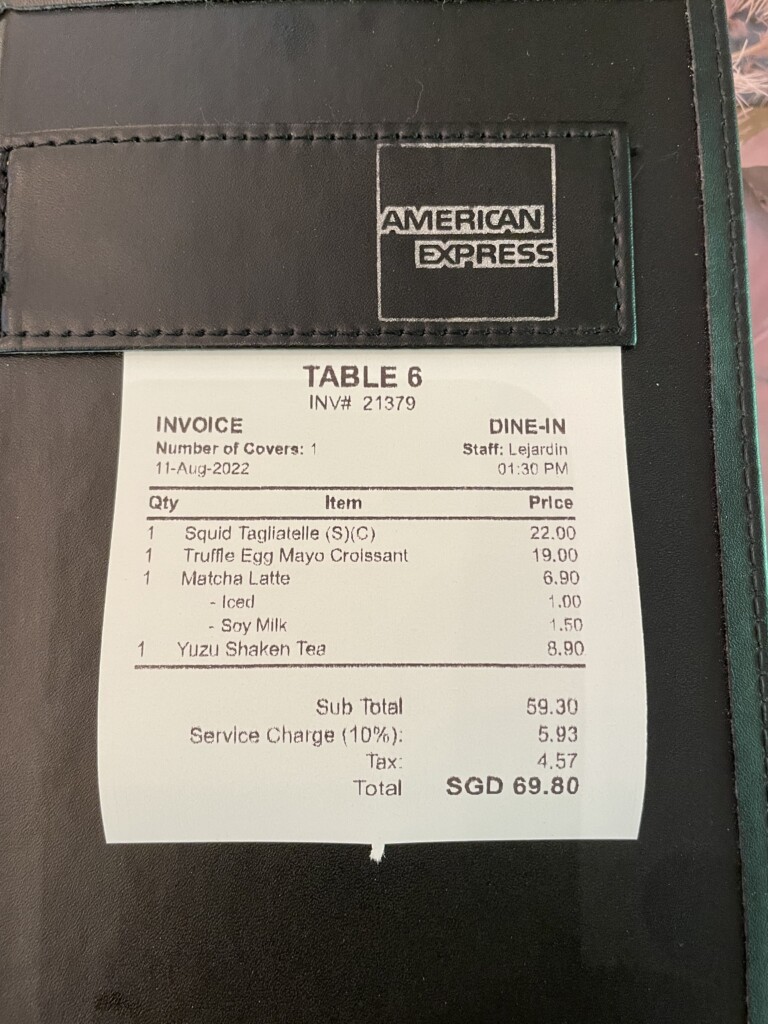 AMERICAN
EXPRESS
TABLE 6
INV# 21379
INVOICE DINE-IN
Number of Covers: 1 Staff: Lejardin
11-Aug-2022 01:30 PM
Qty Item Price
1 Squid Tagliatelle (S)(C) 22.00
1 Truffle Egg Mayo Croissant 19.00
1 Matcha Latte 6.90
- Iced 1.00
- Soy Milk 1.50
1 Yuzu Shaken Tea 8.90
Sub Total 59.30
Service Charge (10%): 5.93
Tax: 4.57
Total SGD 69.80